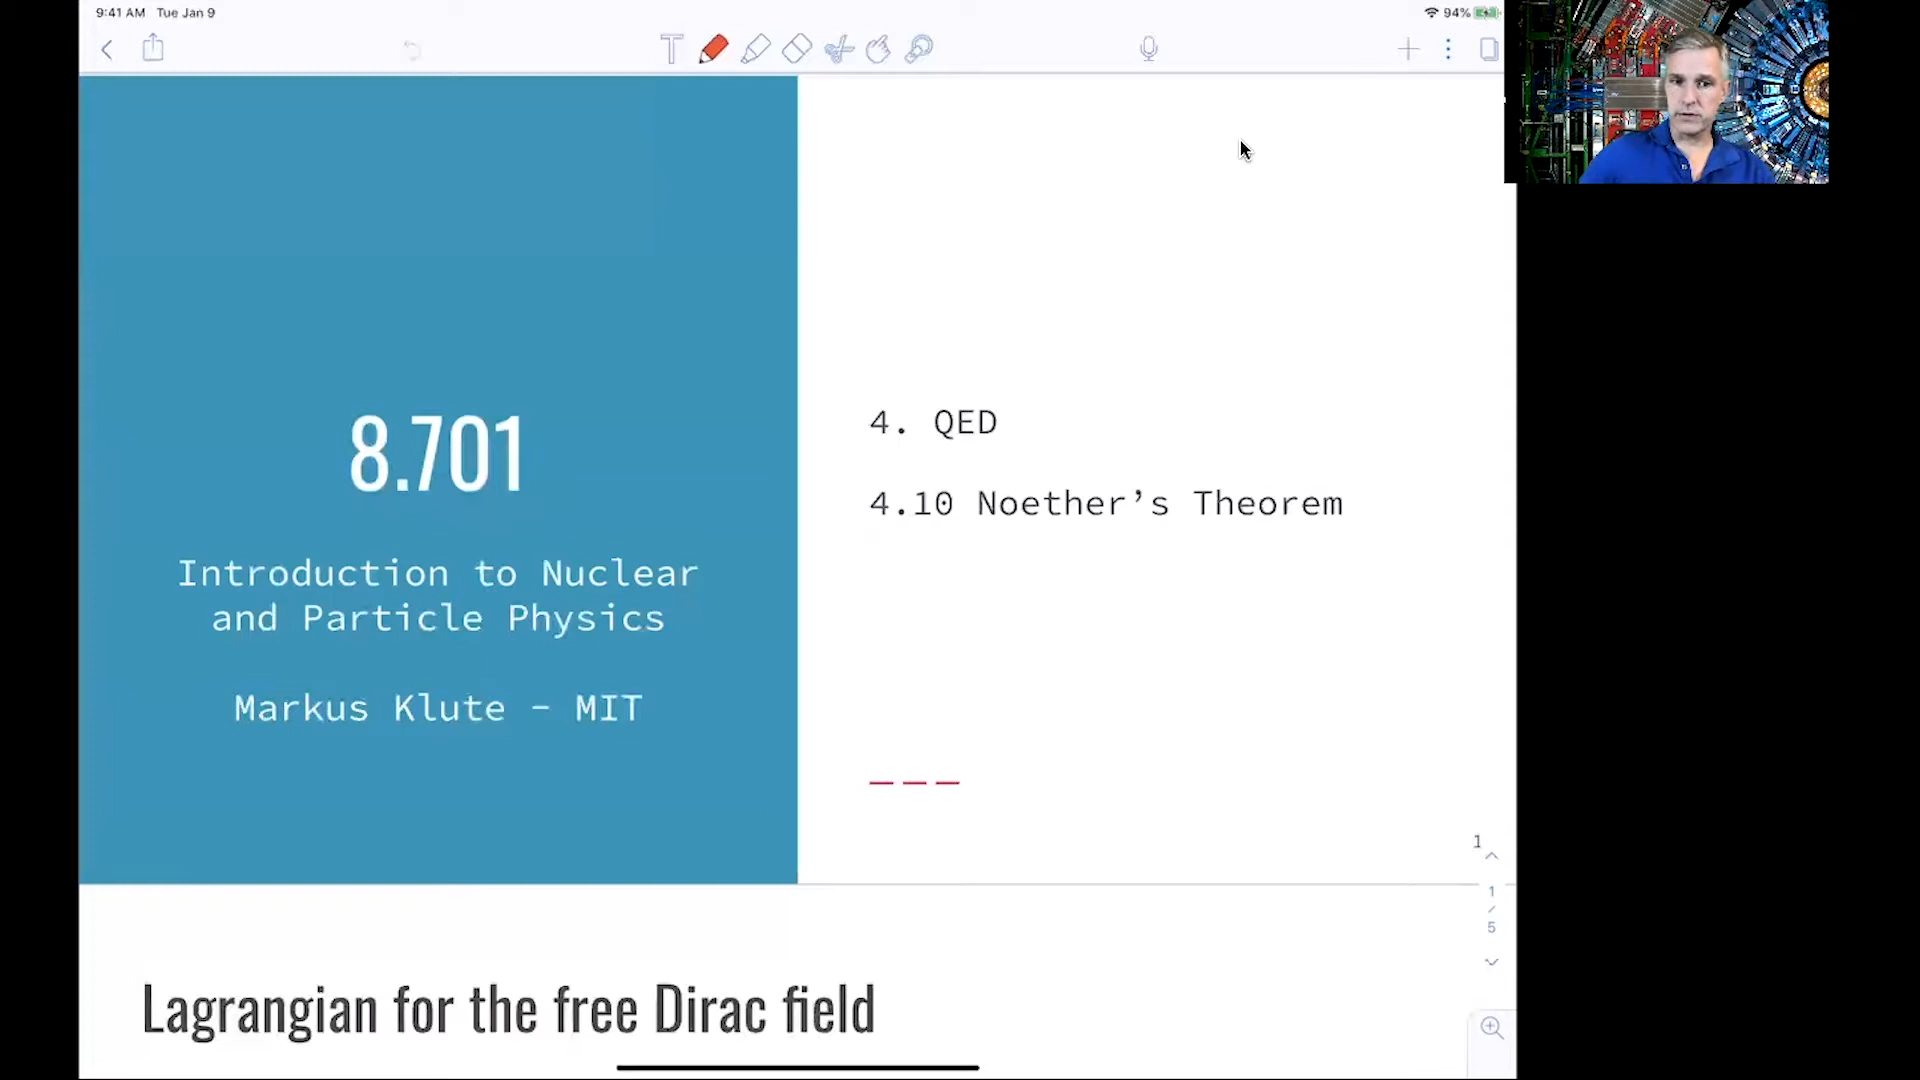 9:41 AM Tue Jan 9
94%
8.701
Introduction to Nuclear
and Particle Physics
Markus Klute - MIT
4. QED
4.10 Noether's Theorem
1
1
/
5
Lagrangian for the free Dirac field